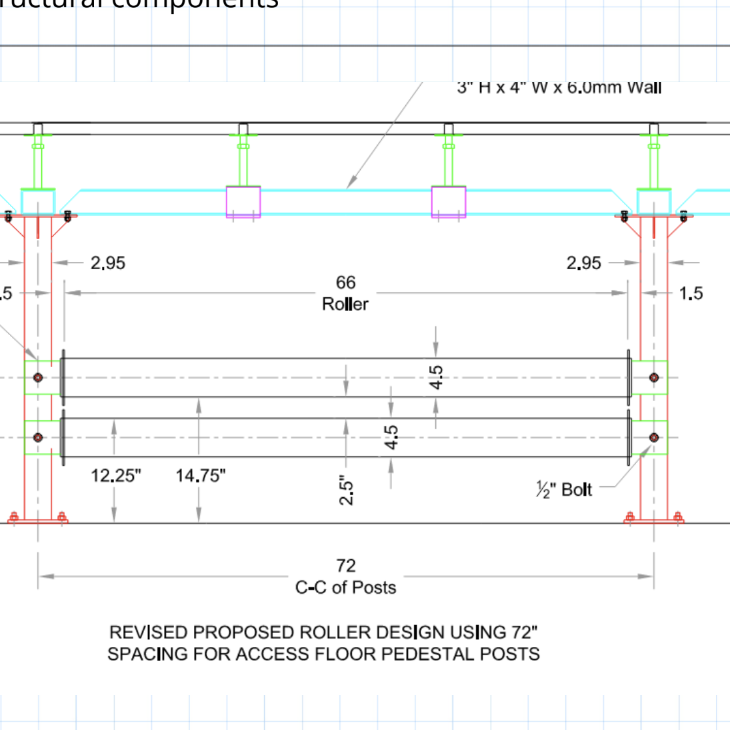 ructural components
3" H x 4" W x 6.0mm Wall
2.95
2.95
.5
66
Roller
1.5
4.5
4.5
12.25"
14.75"
2.5"
½" Bolt
72
C-C of Posts
REVISED PROPOSED ROLLER DESIGN USING 72"
SPACING FOR ACCESS FLOOR PEDESTAL POSTS